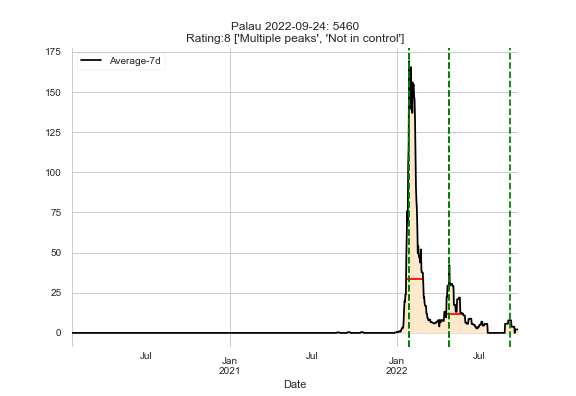 Palau 2022-09-24: 5460
Rating:8 ['Multiple peaks', 'Not in control']
Average-7d
175
150
125
100
75
50
25
0
Jul
Jan
2021
Jul
Jan
2022
Jul
Date